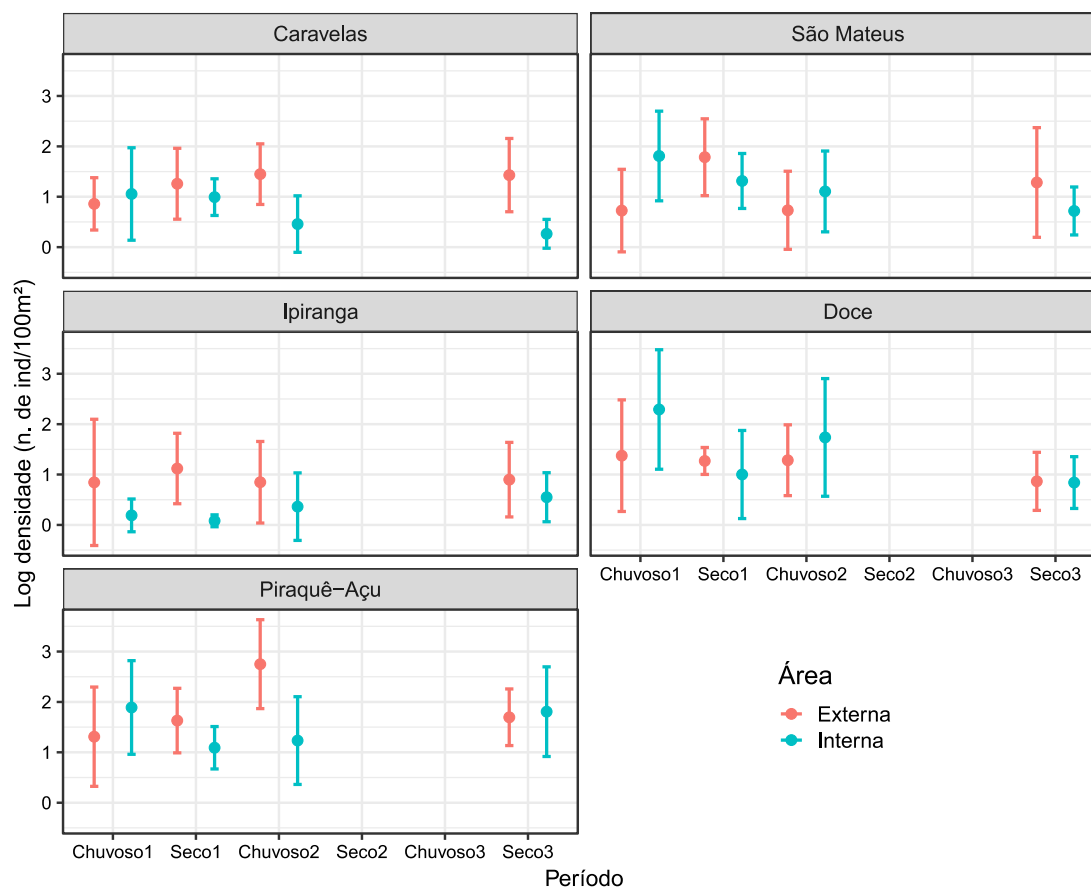 Caravelas
São Mateus
3
2
1
0
Ipiranga
Doce
3
2
1
0
Chuvoso1 Seco1 Chuvoso2 Seco2 Chuvoso3 Seco3
Piraquê−Açu
3
2
1
0
Chuvoso1 Seco1 Chuvoso2 Seco2 Chuvoso3 Seco3
Período
Log densidade (n. de ind/100m²)
Área
Externa
Interna